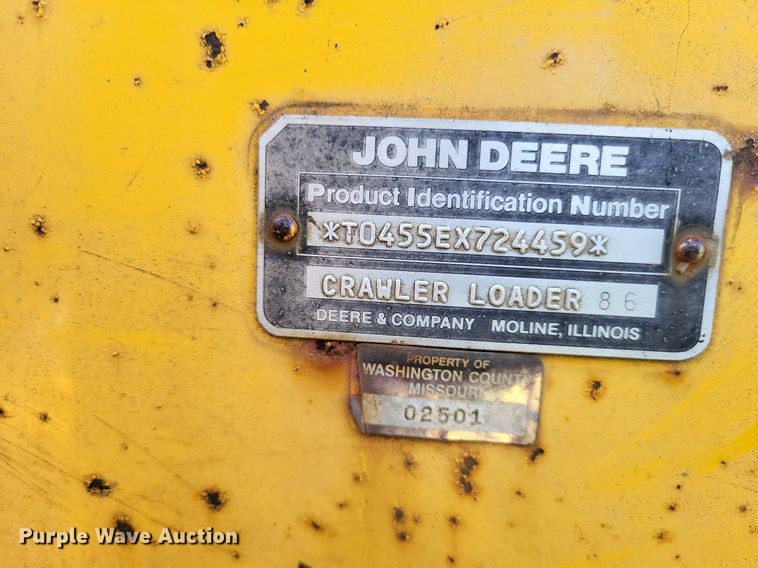 JOHN DEERE
Product Identification Number
*T0455EX724459*
CRAWLER LOADER 86
DEERE & COMPANY MOLINE, ILLINOIS
PROPERTY OF
WASHINGTON COUNTY
MISSOURI
02501
Purple Wave Auction